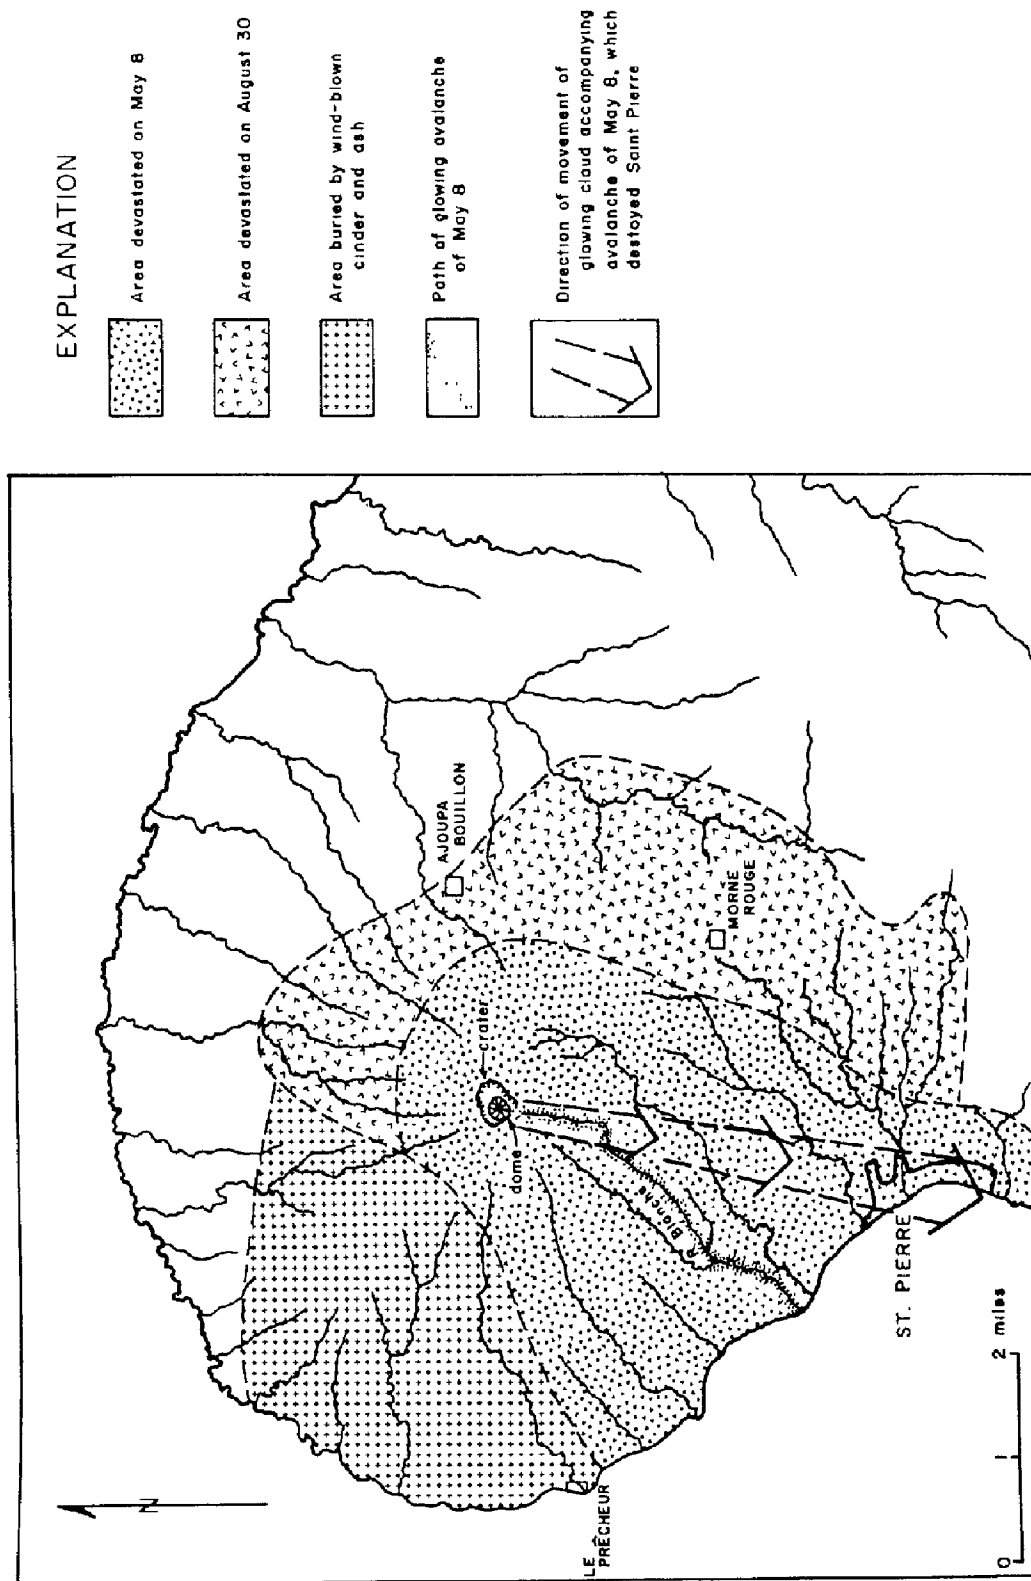 EXPLANATION
Area devastated on May 8
Area devastated on August 30
Area buried by wind-blown
cinder and ash
Path of glowing avalanche
of May 8
Direction of movement of
glowing cloud accompanying
avalanche of May 8, which
destoyed Saint Pierre
N
AJOUPA
BOUILLON
crater
dome
MORNE
ROUGE
R. Blanche
LE
PRÊCHEUR
ST. PIERRE
0
1
2 miles